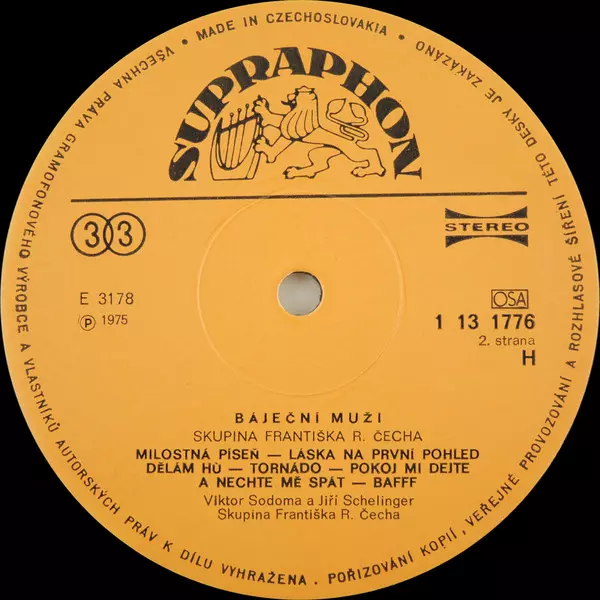 VŠECHNA PRÁVA GRAMOFONOVÉHO VÝROBCE A VLASTNÍKŮ AUTORSKÝCH PRÁV K DÍLU VYHRAŽENA. POŘIZOVÁNÍ KOPIÍ, VEŘEJNÉ PROVOZOVÁNÍ A ROZHLASOVÉ ŠÍŘENÍ TÉTO DESKY JE ZAKÁZÁNO
• MADE IN CZECHOSLOVAKIA •
SUPRAPHON
33
STEREO
E 3178
Ⓟ 1975
OSA
1 13 1776
2. strana
H
BÁJEČNÍ MUŽI
SKUPINA FRANTIŠKA R. ČECHA
MILOSTNÁ PÍSEŇ — LÁSKA NA PRVNÍ POHLED
DĚLÁM HÙ — TORNÁDO — POKOJ MI DEJTE
A NECHTE MĚ SPÁT — BAFFF
Viktor Sodoma a Jiří Schelinger
Skupina Františka R. Čecha